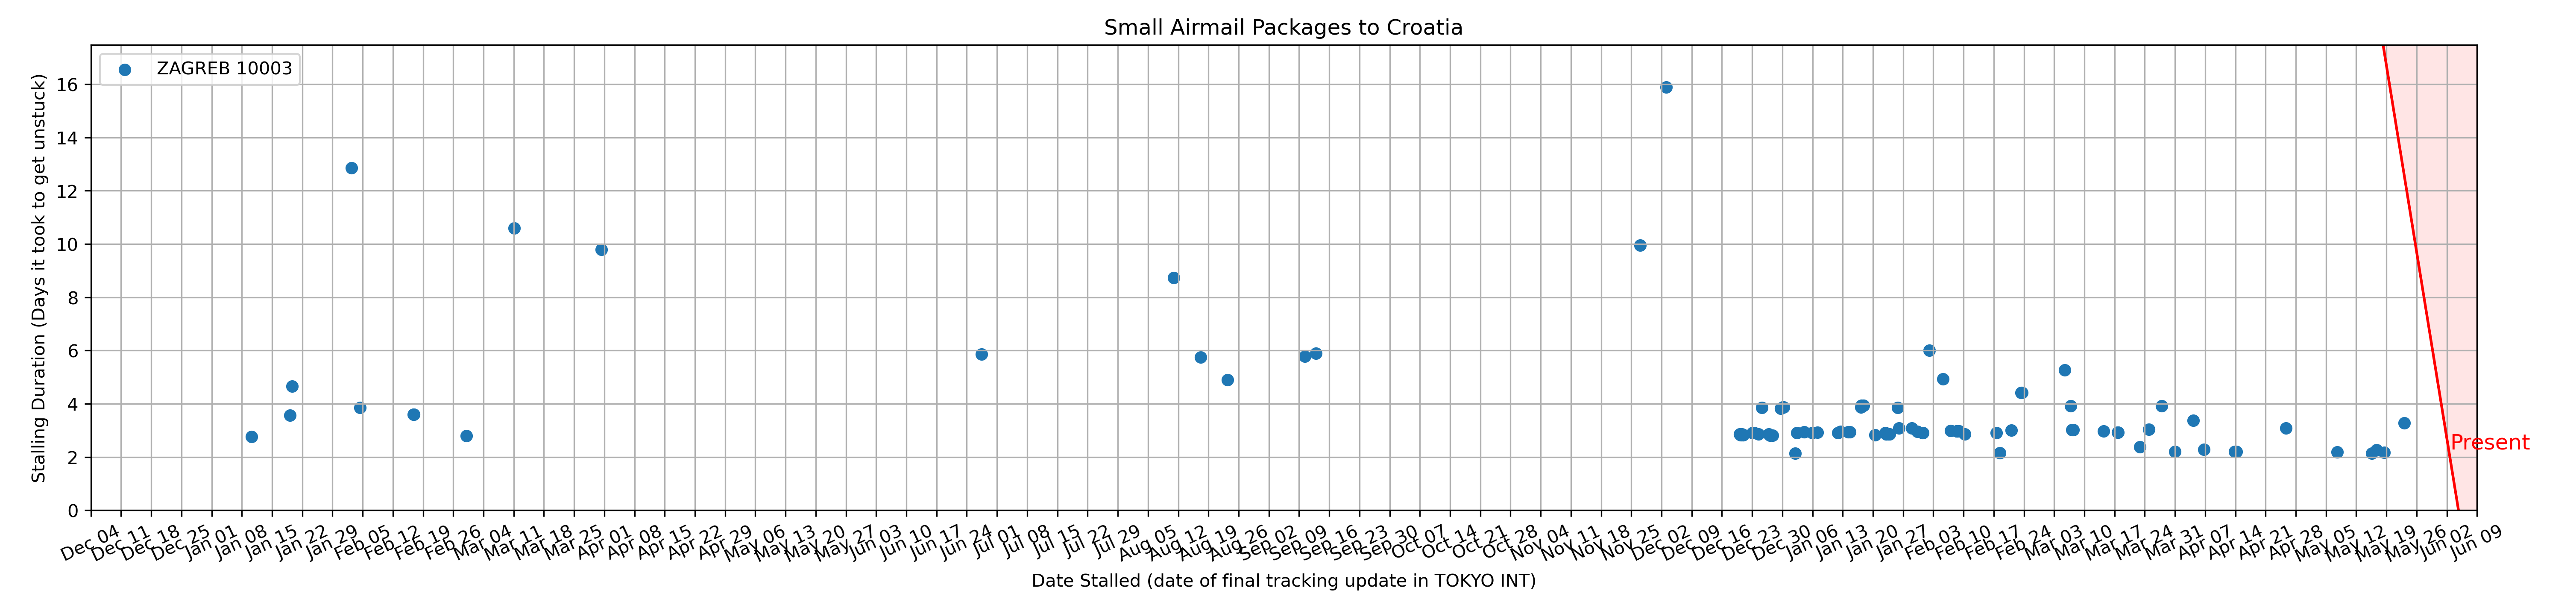 Small Airmail Packages to Croatia
ZAGREB 10003
16
14
12
10
8
6
4
2
0
Stalling Duration (Days it took to get unstuck)
Present
Dec 04
Dec 11
Dec 18
Dec 25
Jan 01
Jan 08
Jan 15
Jan 22
Jan 29
Feb 05
Feb 12
Feb 19
Feb 26
Mar 04
Mar 11
Mar 18
Mar 25
Apr 01
Apr 08
Apr 15
Apr 22
Apr 29
May 06
May 13
May 20
May 27
Jun 03
Jun 10
Jun 17
Jun 24
Jul 01
Jul 08
Jul 15
Jul 22
Jul 29
Aug 05
Aug 12
Aug 19
Aug 26
Sep 02
Sep 09
Sep 16
Sep 23
Sep 30
Oct 07
Oct 14
Oct 21
Oct 28
Nov 04
Nov 11
Nov 18
Nov 25
Dec 02
Dec 09
Dec 16
Dec 23
Dec 30
Jan 06
Jan 13
Jan 20
Jan 27
Feb 03
Feb 10
Feb 17
Feb 24
Mar 03
Mar 10
Mar 17
Mar 24
Mar 31
Apr 07
Apr 14
Apr 21
Apr 28
May 05
May 12
May 19
May 26
Jun 02
Jun 09
Date Stalled (date of final tracking update in TOKYO INT)